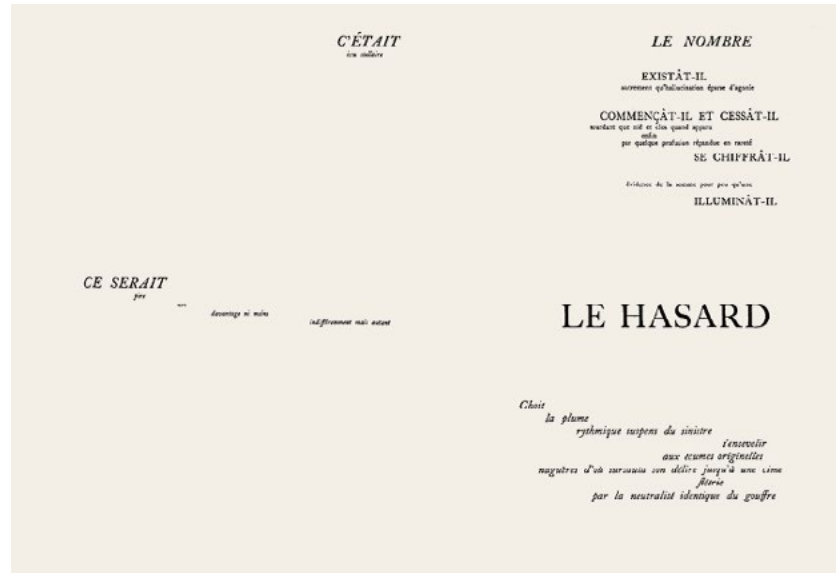 C'ÉTAIT
issu stellaire
LE NOMBRE
EXISTÂT-IL
autrement qu'hallucination éparse d'agonie
COMMENÇÂT-IL ET CESSÂT-IL
sourdant que nié et clos quand apparu
enfin
par quelque profusion répandue en rareté
SE CHIFFRÂT-IL
évidence de la somme pour peu qu'une
ILLUMINÂT-IL
CE SERAIT
pire
non
davantage ni moins
indifféremment mais autant
LE HASARD
Choit
la plume
rythmique suspens du sinistre
s'ensevelir
aux écumes originelles
naguères d'où sursauta son délire jusqu'à une cime
flétrie
par la neutralité identique du gouffre